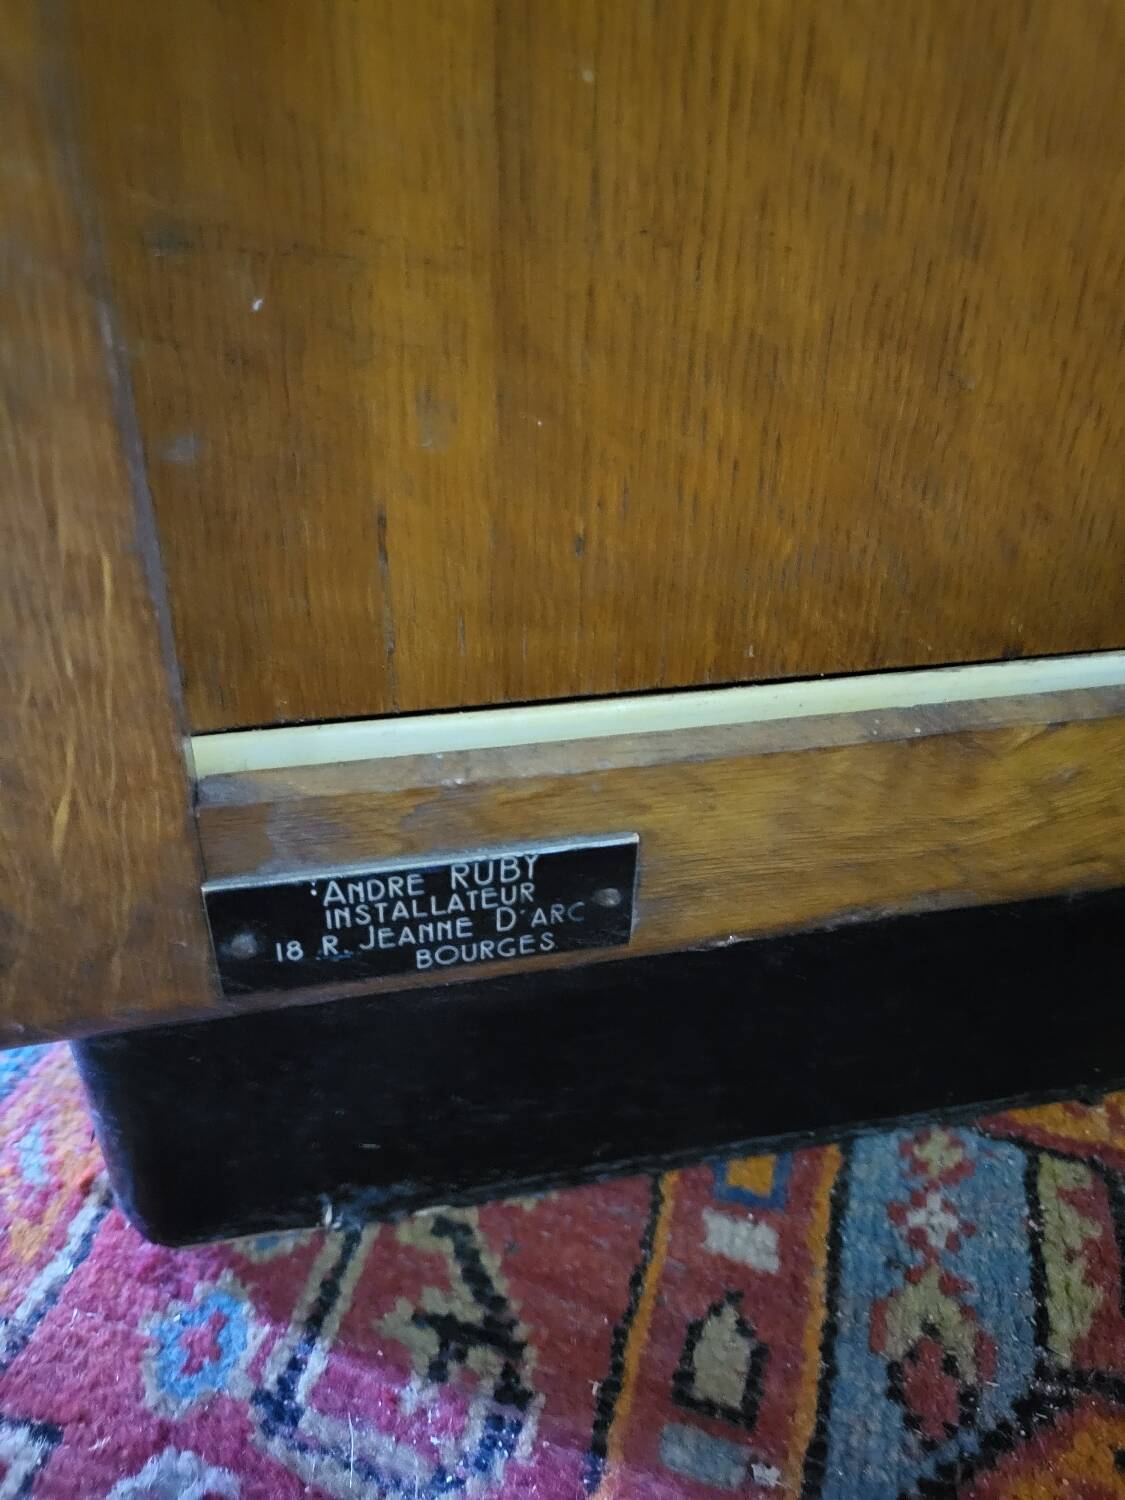 ANDRE RUBY
INSTALLATEUR
18 R. JEANNE D'ARC
BOURGES